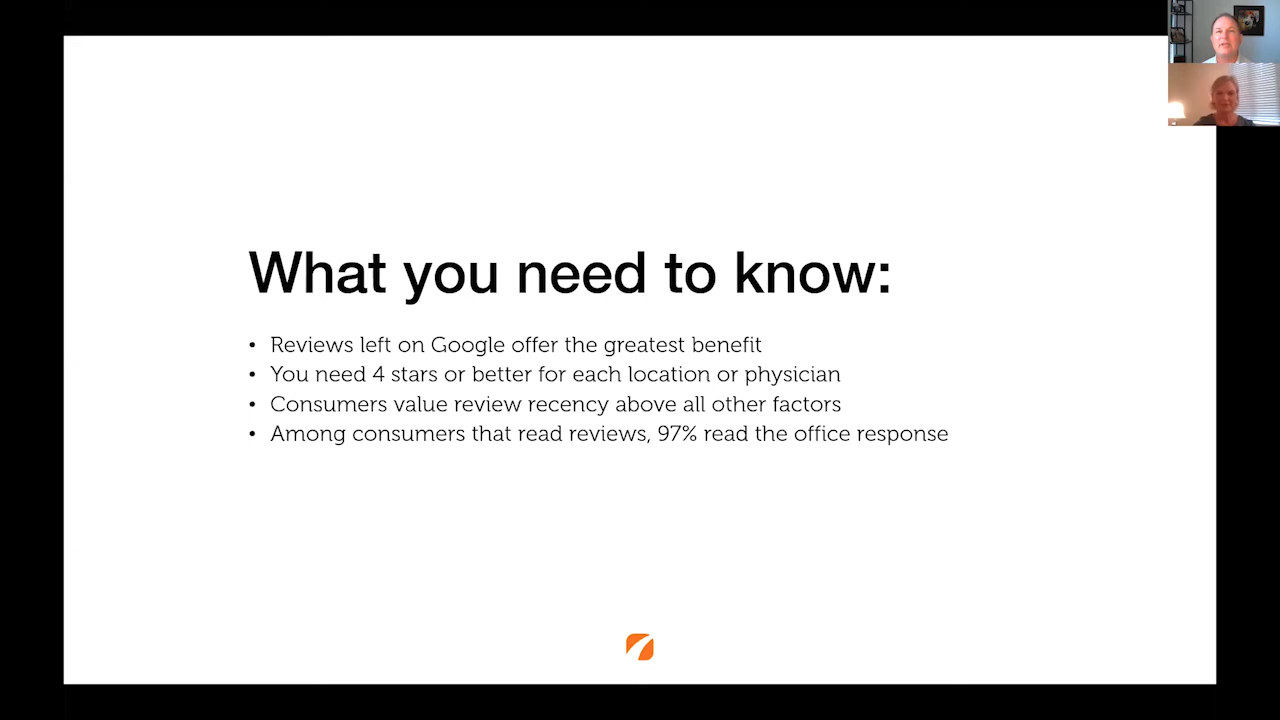 What you need to know:
• Reviews left on Google offer the greatest benefit
• You need 4 stars or better for each location or physician
• Consumers value review recency above all other factors
• Among consumers that read reviews, 97% read the office response